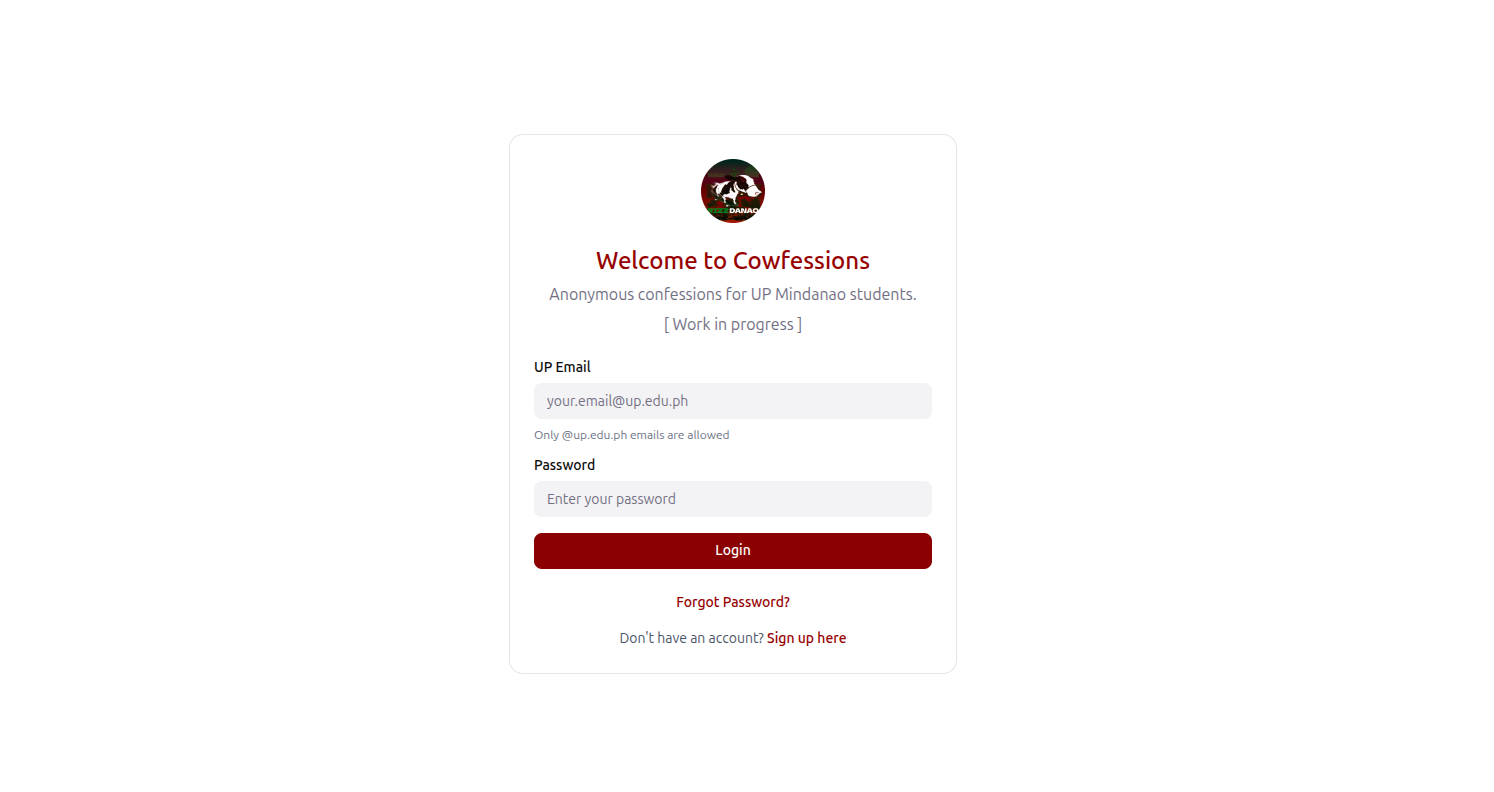 DANAO
Welcome to Cowfessions
Anonymous confessions for UP Mindanao students.
[ Work in progress ]
UP Email
your.email@up.edu.ph
Only @up.edu.ph emails are allowed
Password
Enter your password
Login
Forgot Password?
Don't have an account? Sign up here